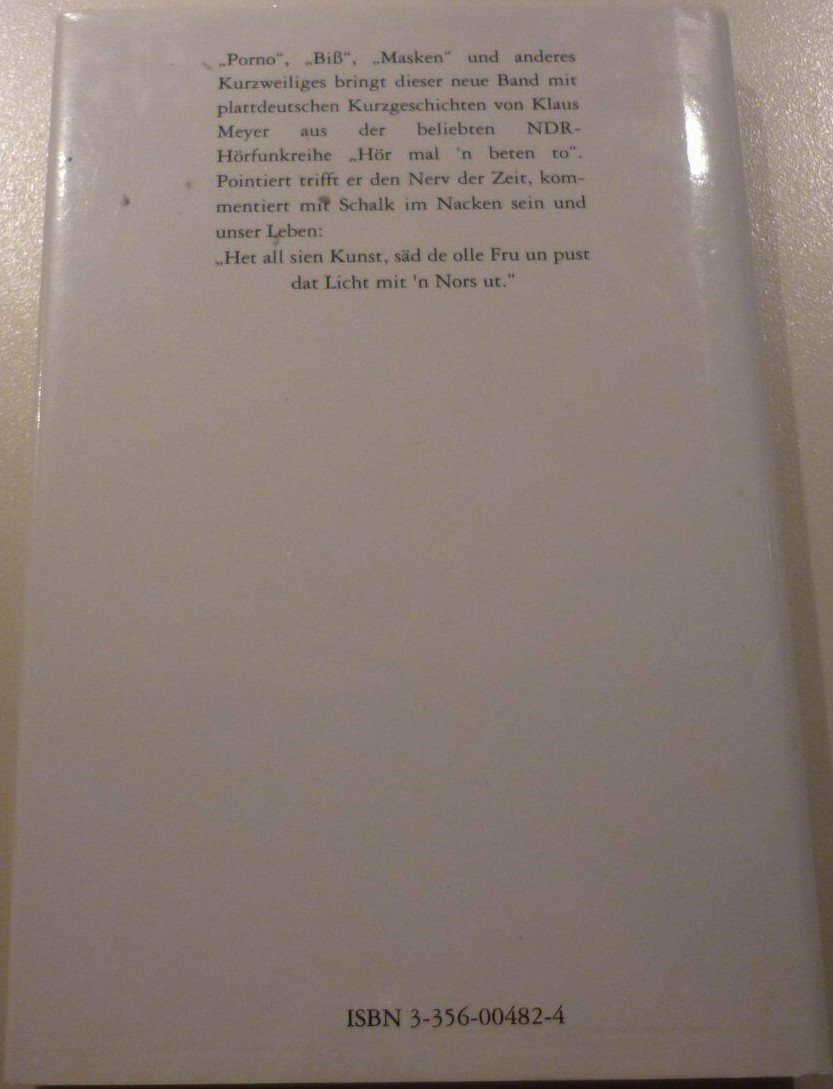 „Porno“, „Biß“, „Masken“ und anderes
Kurzweiliges bringt dieser neue Band mit
plattdeutschen Kurzgeschichten von Klaus
Meyer aus der beliebten NDR-
Hörfunkreihe „Hör mal 'n beten to“.
Pointiert trifft er den Nerv der Zeit, kom-
mentiert mit Schalk im Nacken sein und
unser Leben:
„Het all sien Kunst, säd de olle Fru un pust
dat Licht mit 'n Nors ut.“
ISBN 3-356-00482-4